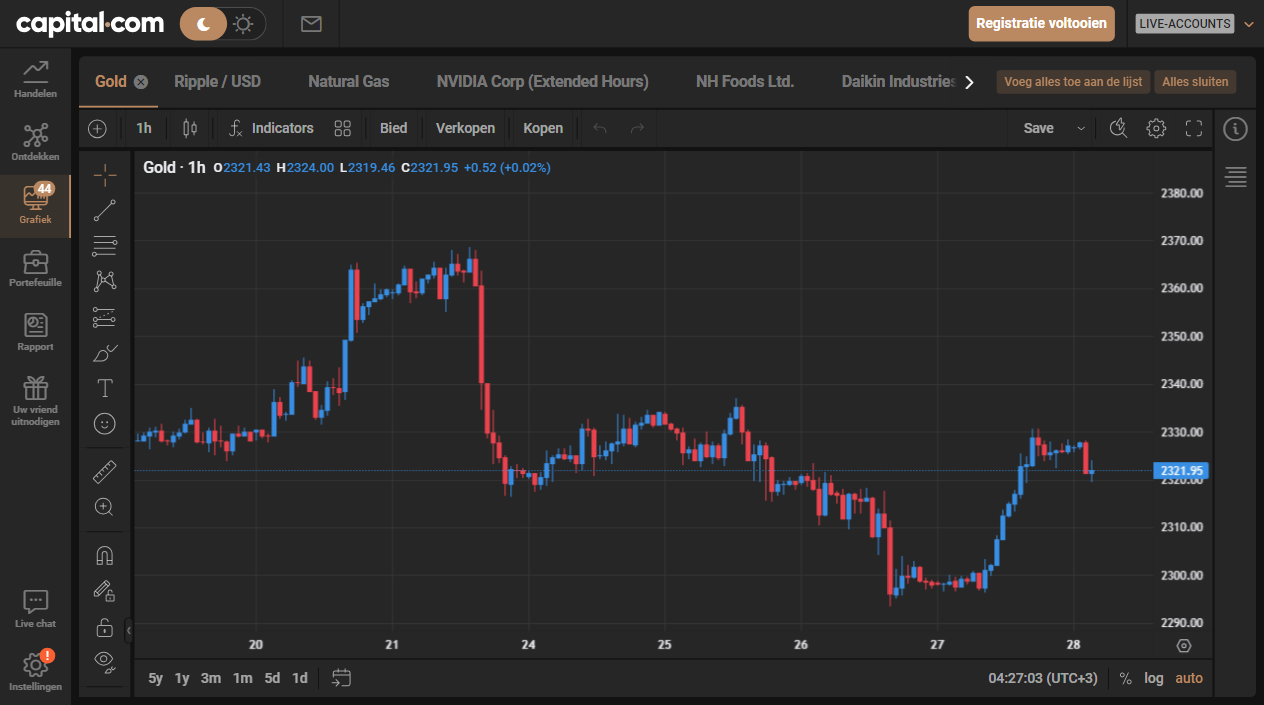 capital.com
Registratie voltooien
LIVE-ACCOUNTS
Handelen
Ontdekken
44
Grafiek
Portefeuille
Rapport
Uw vriend
uitnodigen
Live chat
!
Instellingen
Gold
Ripple / USD
Natural Gas
NVIDIA Corp (Extended Hours)
NH Foods Ltd.
Daikin Industries
Voeg alles toe aan de lijst
Alles sluiten
1h
Indicators
Bied
Verkopen
Kopen
Save
Gold · 1h O2321.43 H2324.00 L2319.46 C2321.95 +0.52 (+0.02%)
2380.00
2370.00
2360.00
2350.00
2340.00
2330.00
2321.95
2320.00
2310.00
2300.00
2290.00
20 21 24 25 26 27 28
5y 1y 3m 1m 5d 1d
04:27:03 (UTC+3)
% log auto